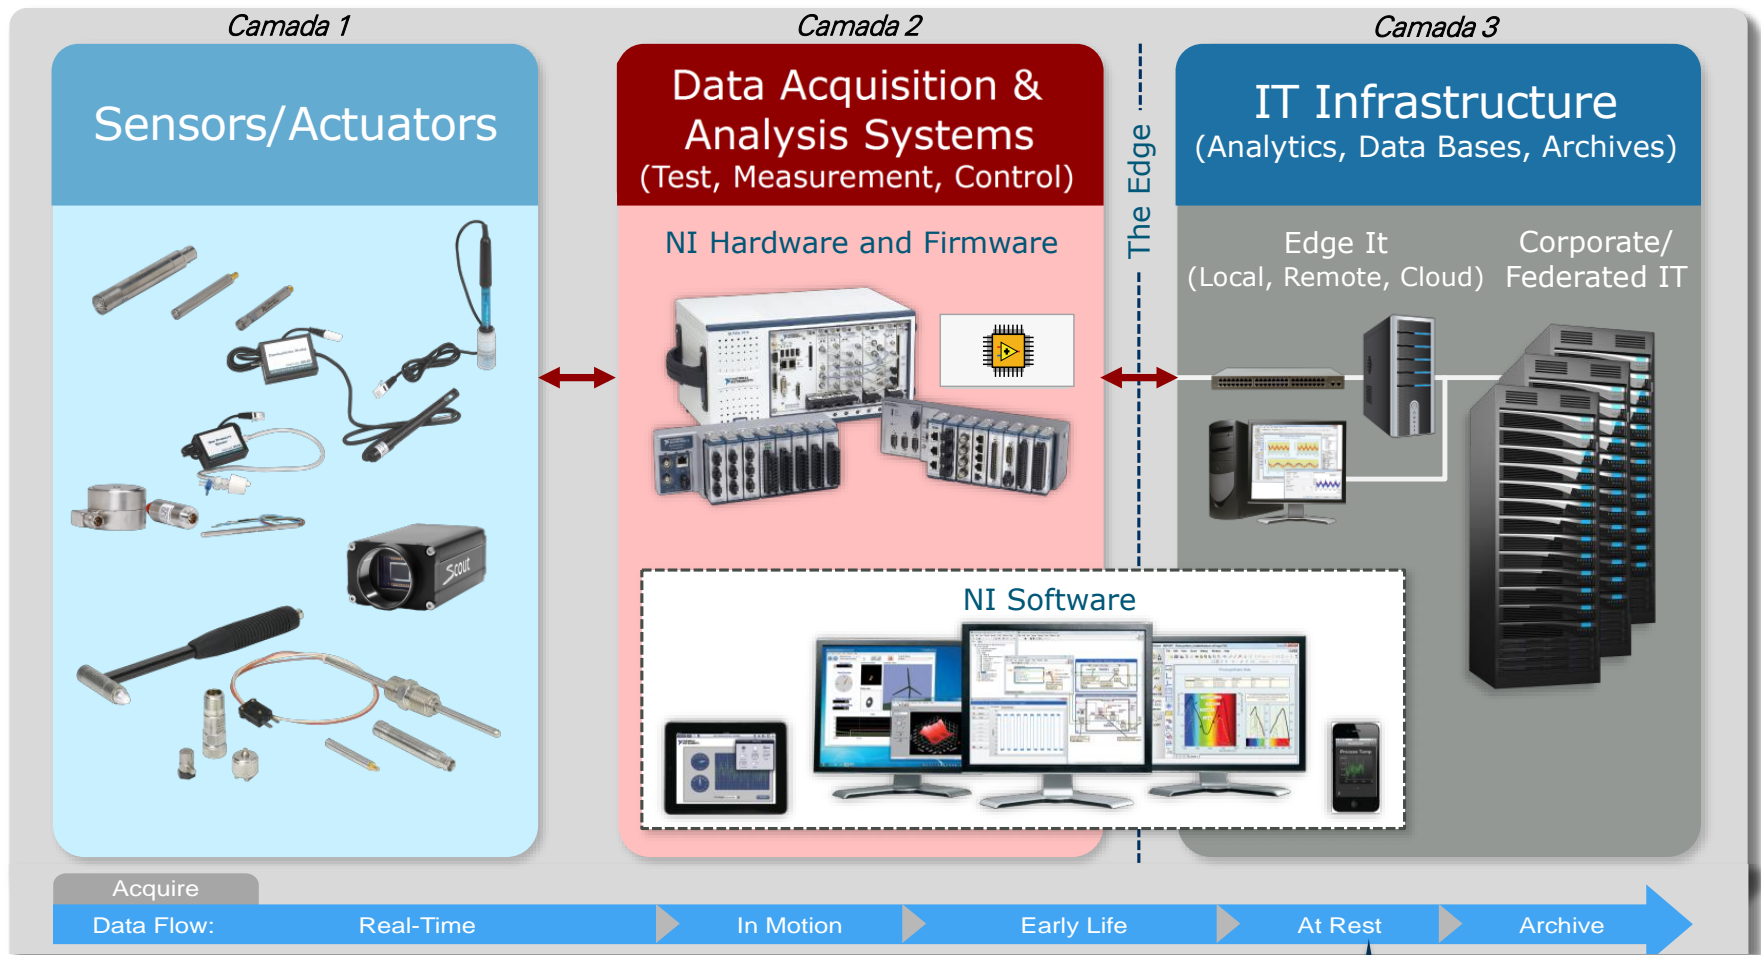 Camada 1
Camada 2
Camada 3
Sensors/Actuators
Data Acquisition &
Analysis Systems
(Test, Measurement, Control)
The Edge
IT Infrastructure
(Analytics, Data Bases, Archives)
NI Hardware and Firmware
Edge It
(Local, Remote, Cloud)
Corporate/
Federated IT
Scout
NI Software
Process Temp
Acquire
Data Flow:
Real-Time
In Motion
Early Life
At Rest
Archive